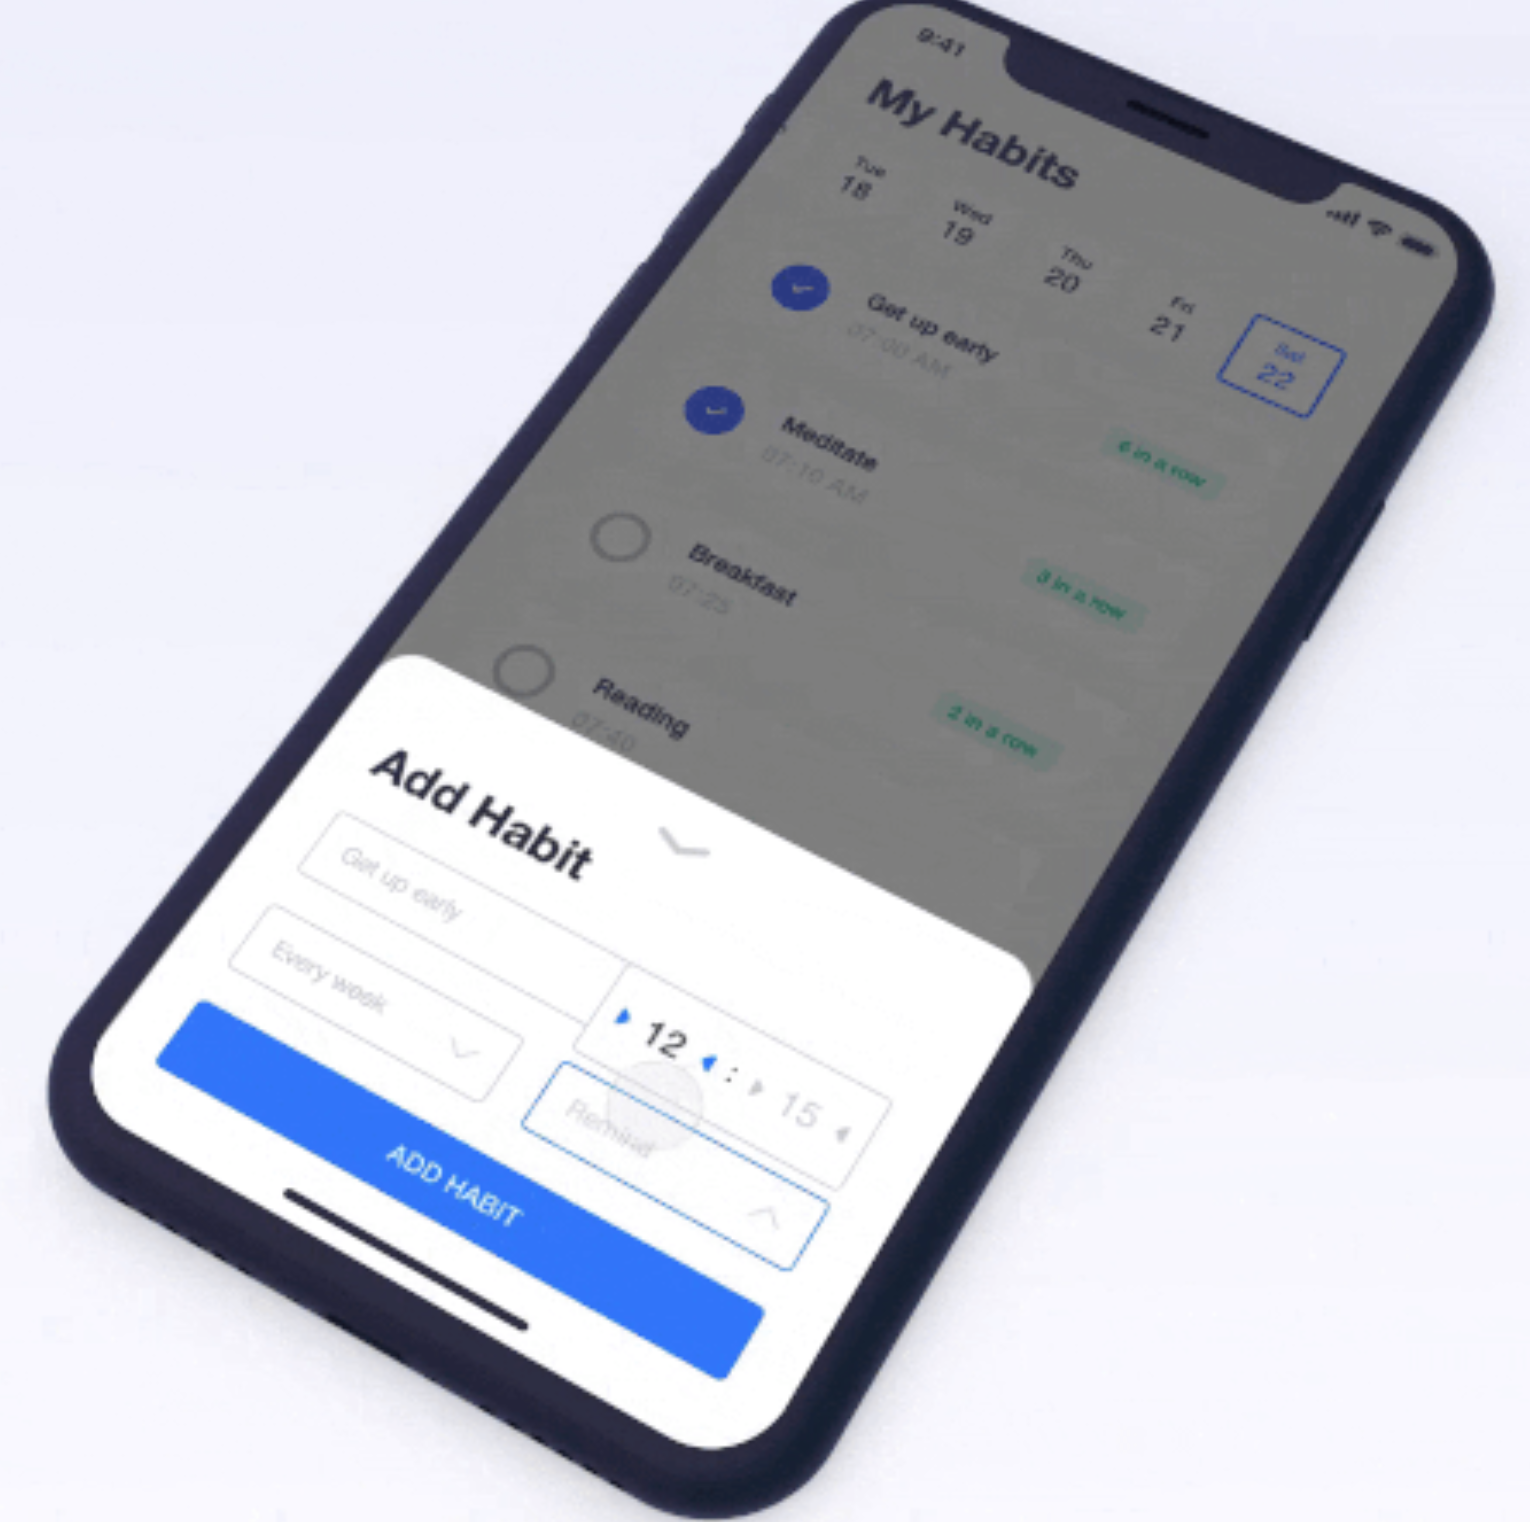 9:41
My Habits
Tue
18
Wed
19
Thu
20
Fri
21
22
Get up early
07:00 AM
6 in a row
Meditate
07:10 AM
3 in a row
Breakfast
07:25
2 in a row
Reading
07:40
Add Habit
Get up early
Every week
12 : 15
Remind
ADD HABIT